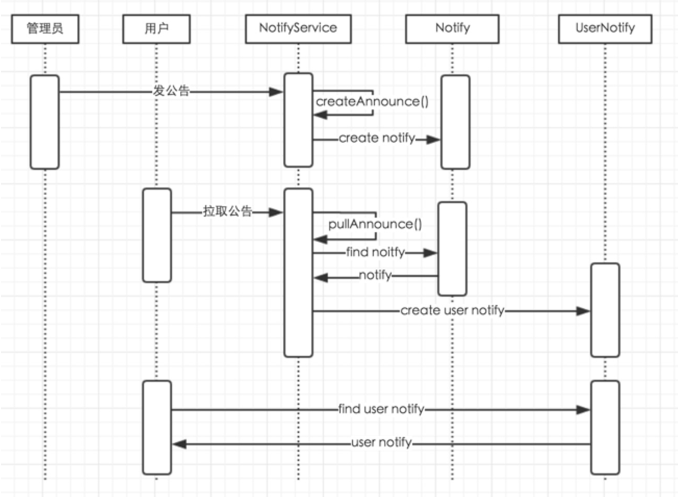 管理员
用户
NotifyService
Notify
UserNotify
发公告
createAnnounce()
create notify
拉取公告
pullAnnounce()
find noitfy
notify
create user notify
find user notify
user notify